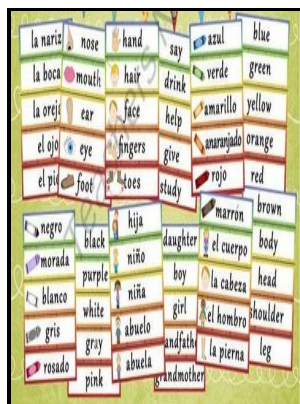 la nariz
la boca
la oreja
el ojo
el pie
nose
mouth
ear
eye
foot
hand
hair
face
fingers
toes
say
drink
help
give
study
azul
verde
amarillo
anaranjado
rojo
blue
green
yellow
orange
red
negro
morada
blanco
gris
rosado
black
purple
white
gray
pink
hija
niño
niña
abuelo
abuela
daughter
boy
girl
andfath
grandmother
marrón
el cuerpo
la cabeza
el hombro
la pierna
brown
body
head
shoulder
leg